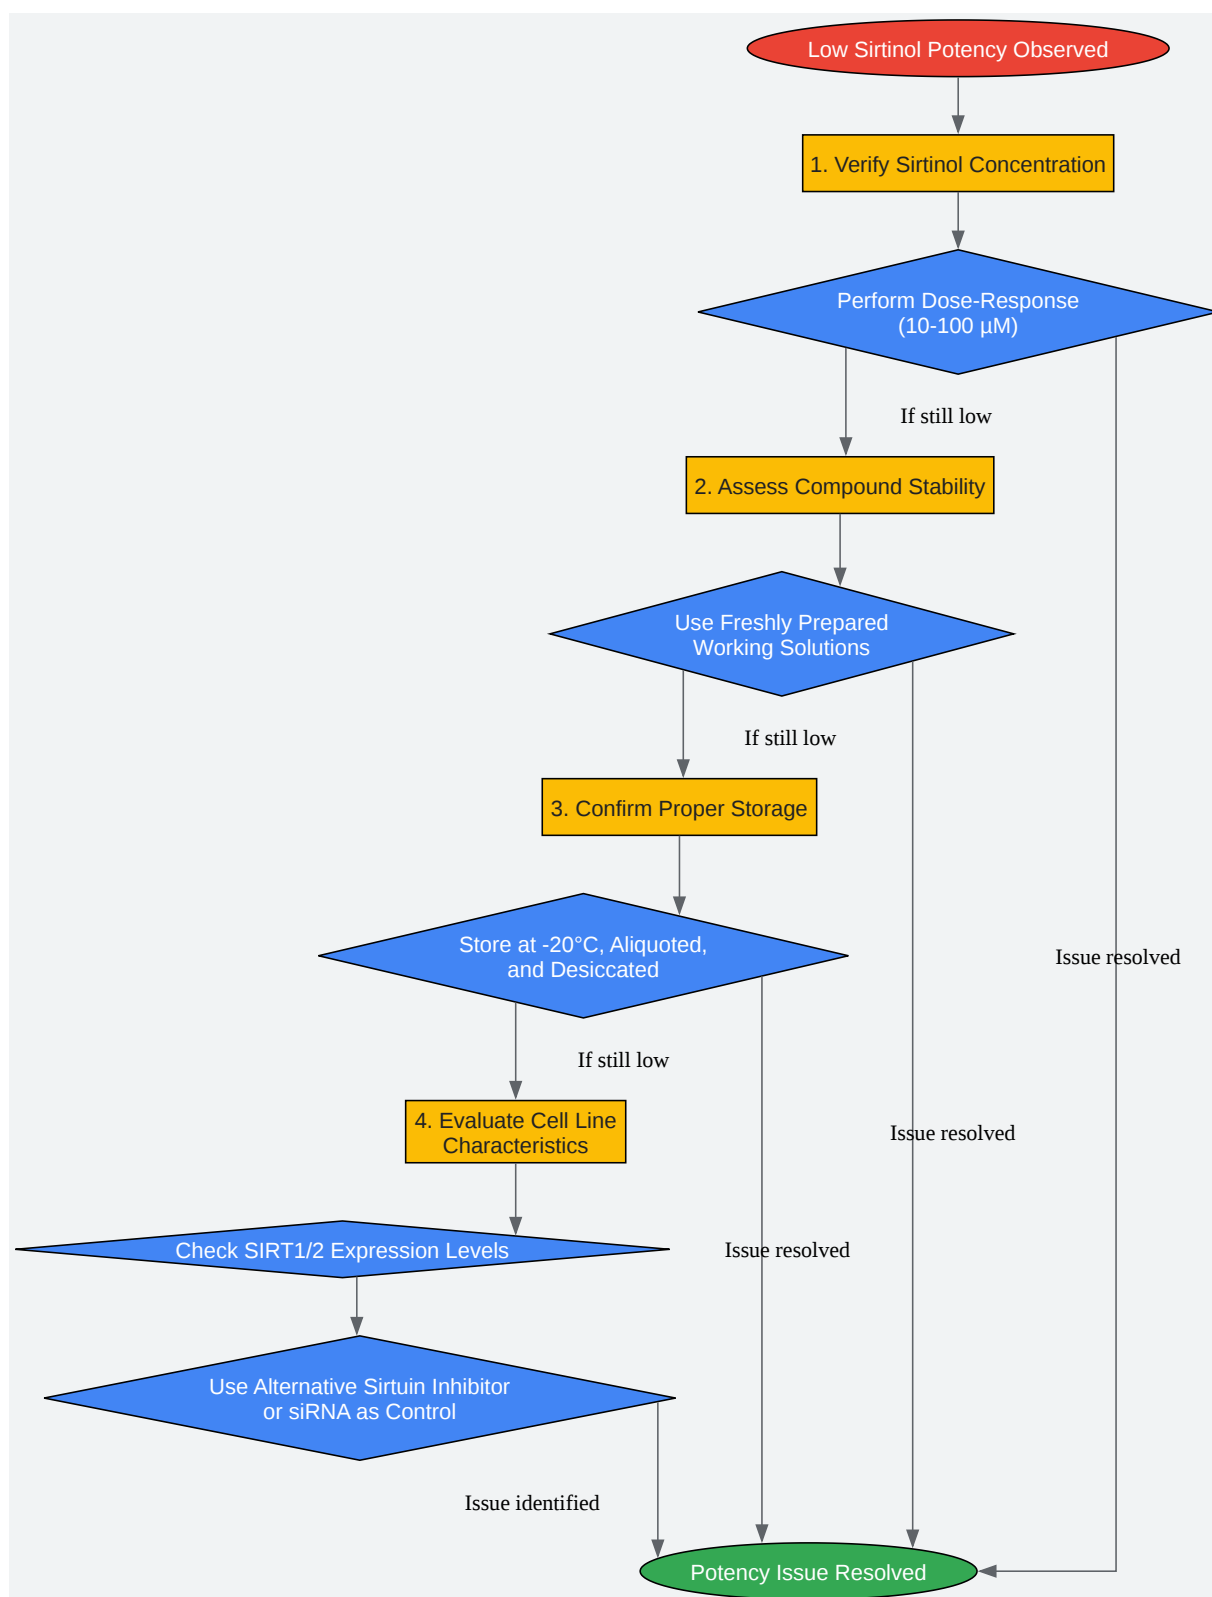 Low Sirtinol Potency Observed
1. Verify Sirtinol Concentration
Perform Dose-Response
(10-100 µM)
If still low
2. Assess Compound Stability
Use Freshly Prepared
Working Solutions
If still low
3. Confirm Proper Storage
Store at -20°C, Aliquoted,
and Desiccated
Issue resolved
If still low
4. Evaluate Cell Line
Characteristics
Issue resolved
Check SIRT1/2 Expression Levels
Issue resolved
Use Alternative Sirtuin Inhibitor
or siRNA as Control
Issue identified
Potency Issue Resolved